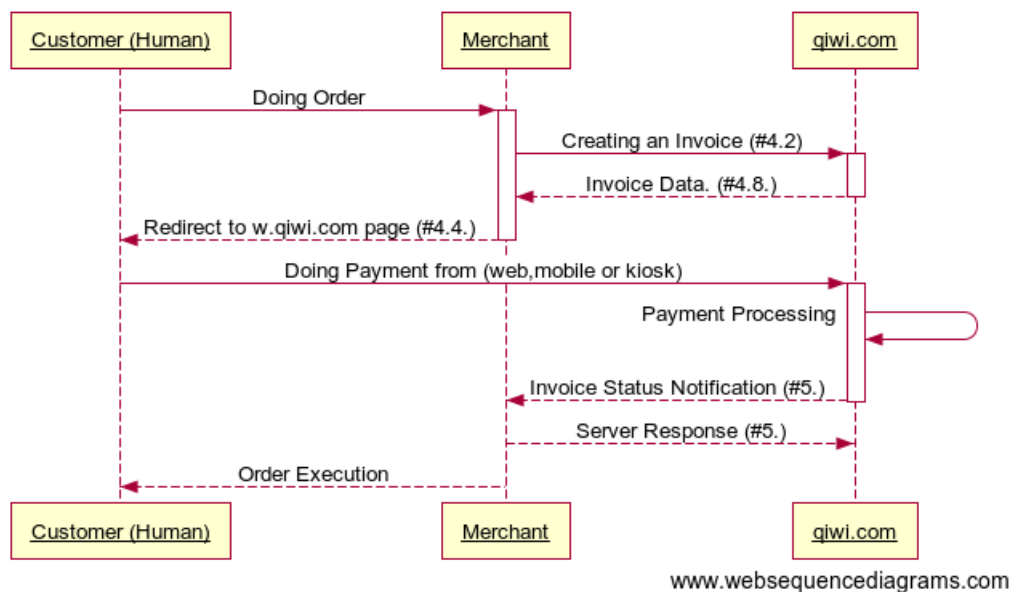 Customer (Human) Merchant qiwi.com
Doing Order
Creating an Invoice (#4.2)
Invoice Data. (#4.8.)
Redirect to w.qiwi.com page (#4.4.)
Doing Payment from (web,mobile or kiosk)
Payment Processing
Invoice Status Notification (#5.)
Server Response (#5.)
Order Execution
Customer (Human) Merchant qiwi.com
www.websequencediagrams.com